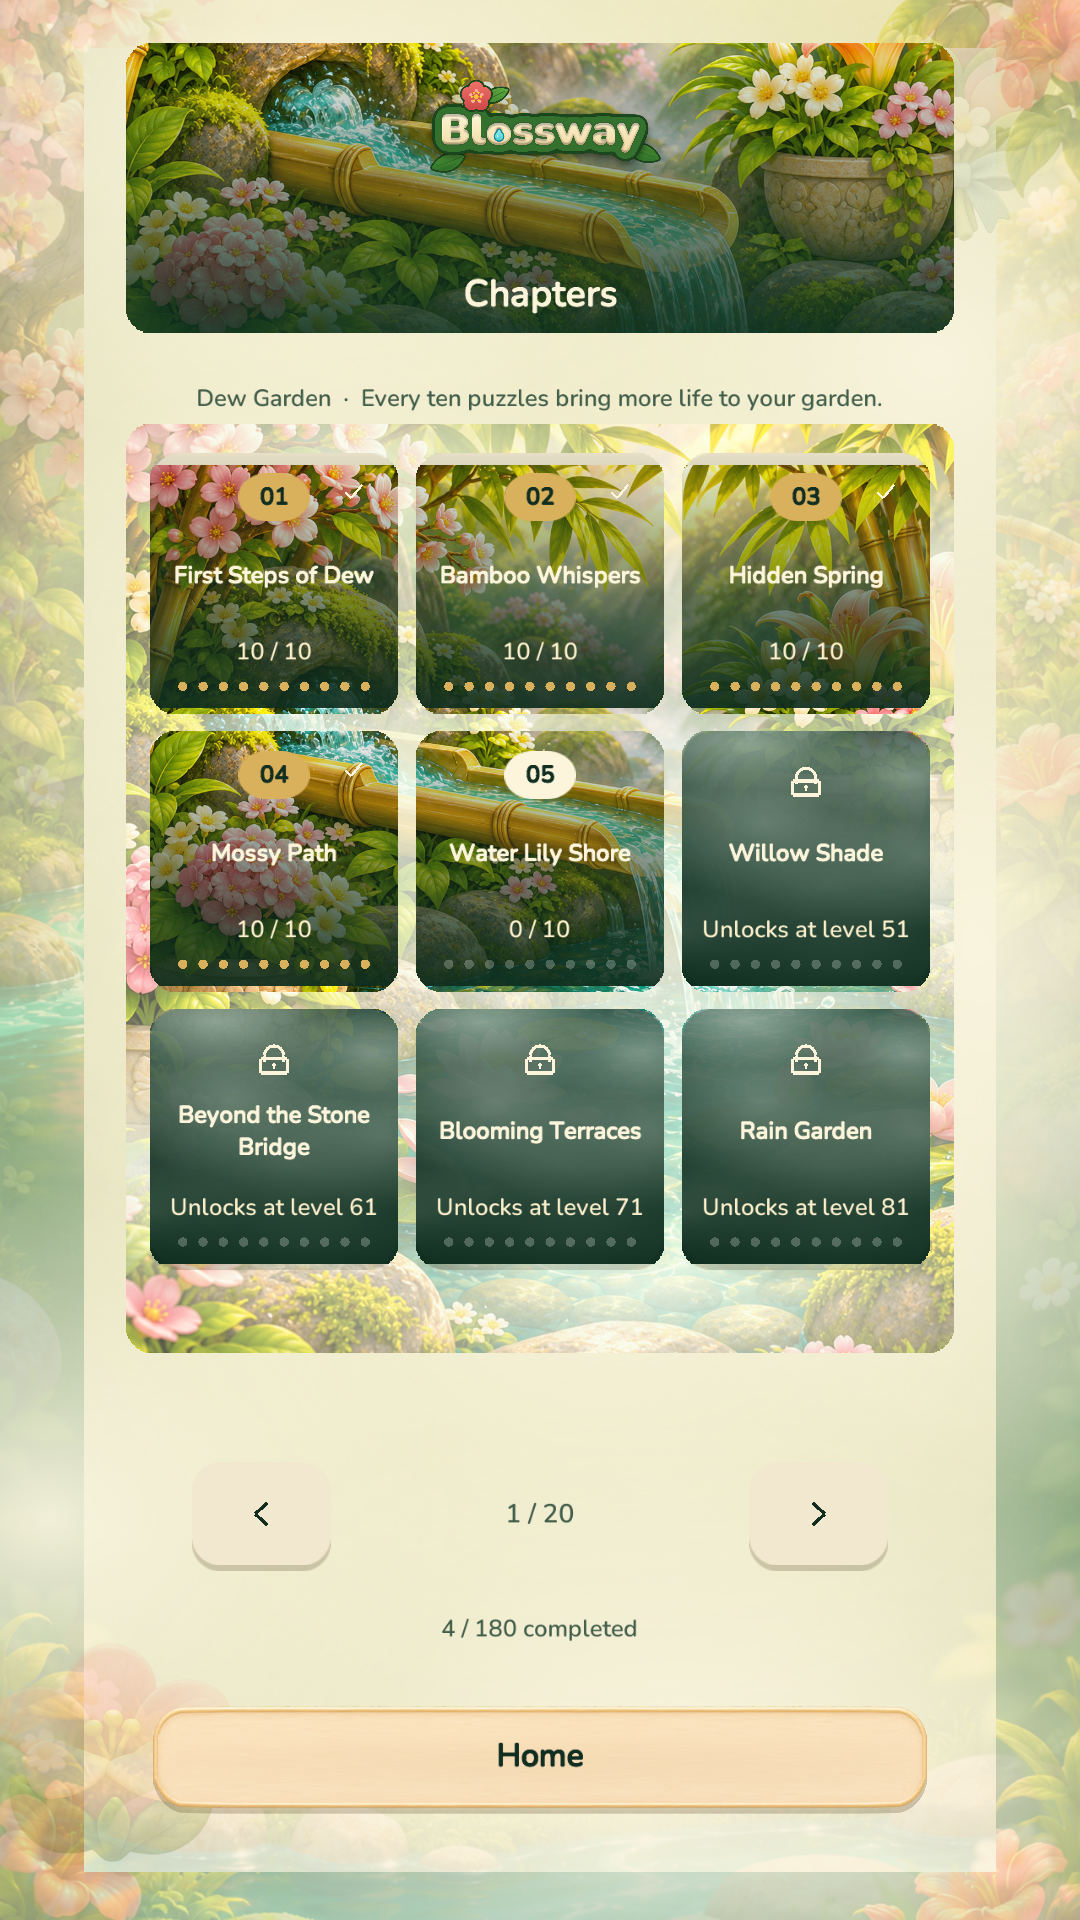 Blossway
Chapters
Dew Garden · Every ten puzzles bring more life to your garden.
01
First Steps of Dew
10 / 10
02
Bamboo Whispers
10 / 10
03
Hidden Spring
10 / 10
04
Mossy Path
10 / 10
05
Water Lily Shore
0 / 10
Willow Shade
Unlocks at level 51
Beyond the Stone
Bridge
Unlocks at level 61
Blooming Terraces
Unlocks at level 71
Rain Garden
Unlocks at level 81
1 / 20
4 / 180 completed
Home